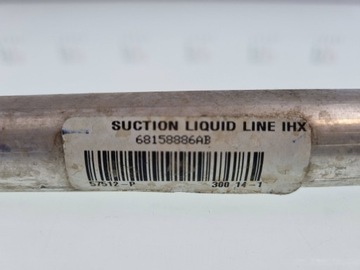 SUCTION LIQUID LINE IHX
68158886AB
57512-P 300 14-1